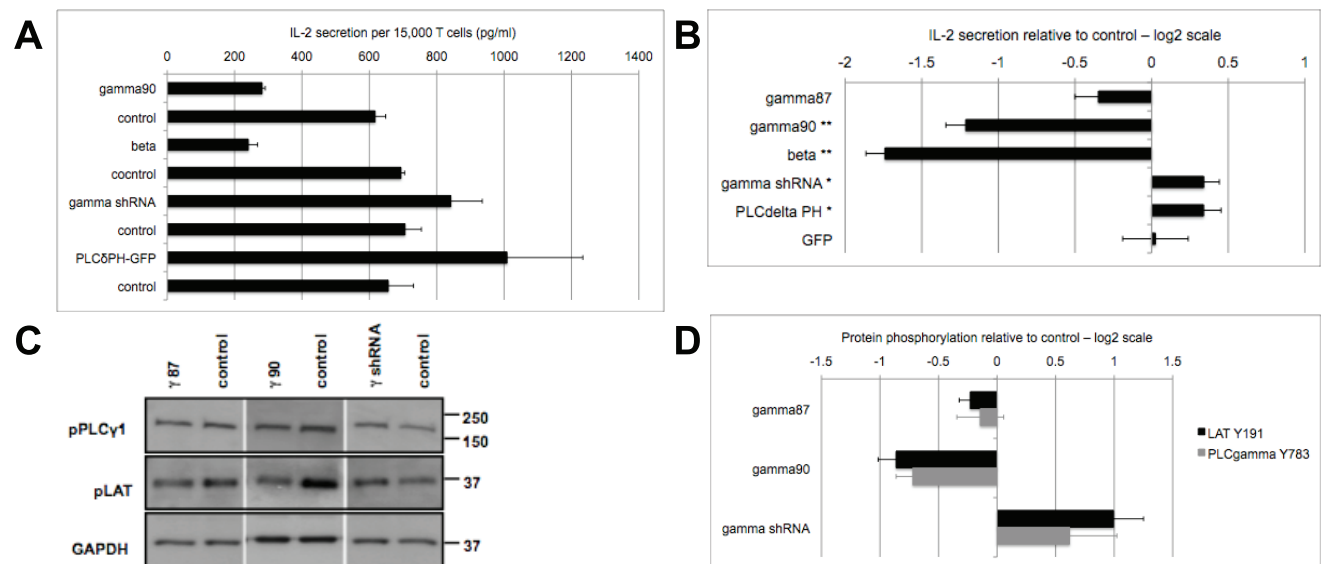 A
IL-2 secretion per 15,000 T cells (pg/ml)
0 200 400 600 800 1000 1200 1400
gamma90
control
beta
cocntrol
gamma shRNA
control
PLCδPH-GFP
control
B
IL-2 secretion relative to control – log2 scale
-2 -1.5 -1 -0.5 0 0.5 1
gamma87
gamma90 **
beta **
gamma shRNA *
PLCdelta PH *
GFP
C
γ 87 control γ 90 control γ shRNA control
pPLCγ1
250
150
pLAT
37
GAPDH
37
D
Protein phosphorylation relative to control – log2 scale
-1.5 -1 -0.5 0 0.5 1 1.5
gamma87
gamma90
gamma shRNA
LAT Y191
PLCgamma Y783